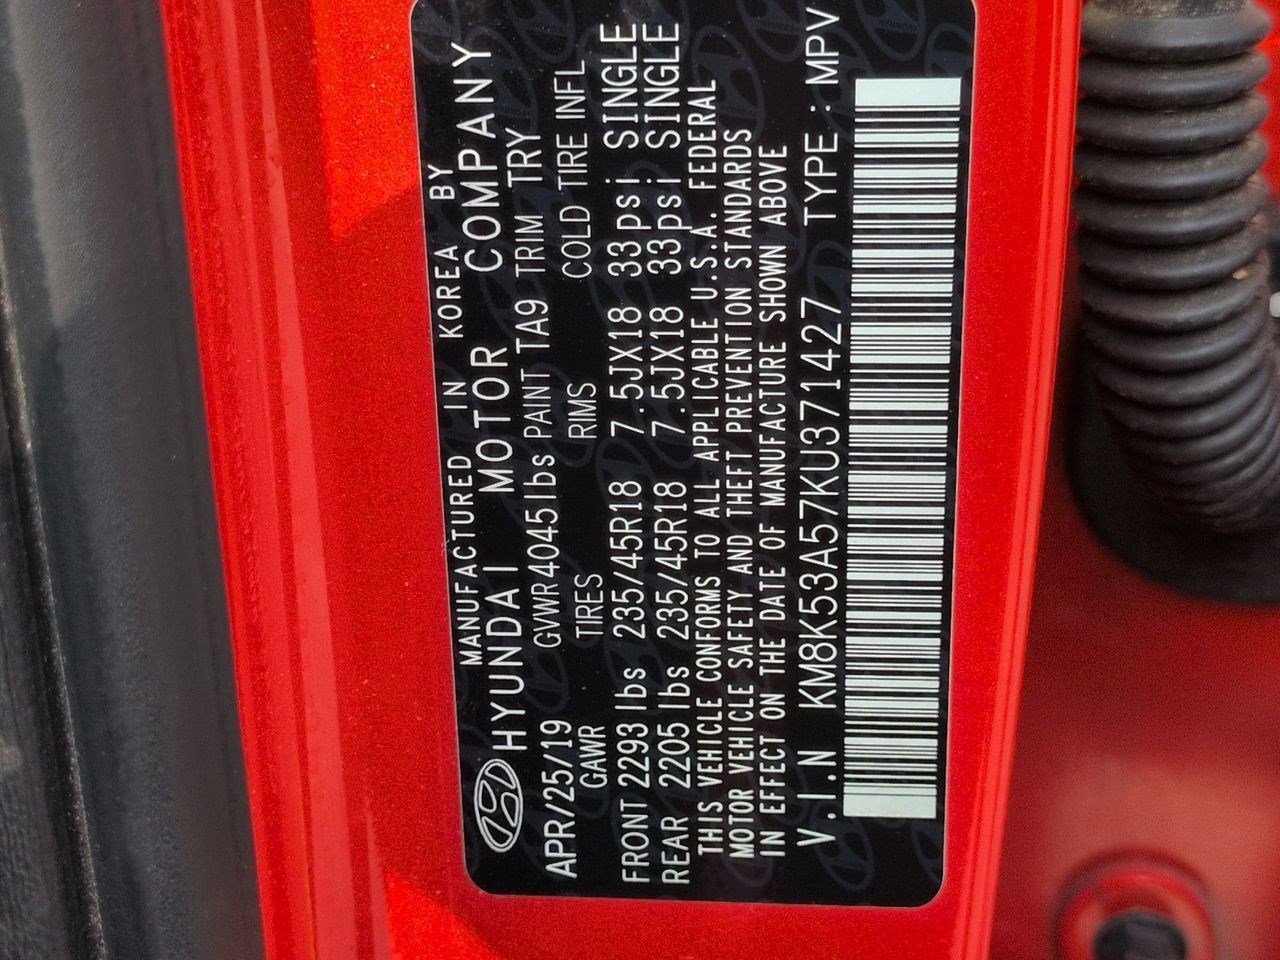 MANUFACTURED IN KOREA BY
HYUNDAI MOTOR COMPANY
APR/25/19 GVWR 4045lbs PAINT TA9 TRIM TRY
GAWR TIRES RIMS COLD TIRE INFL
FRONT 2293 lbs 235/45R18 7.5JX18 33psi SINGLE
REAR 2205 lbs 235/45R18 7.5JX18 33psi SINGLE
THIS VEHICLE CONFORMS TO ALL APPLICABLE U.S.A. FEDERAL
MOTOR VEHICLE SAFETY AND THEFT PREVENTION STANDARDS
IN EFFECT ON THE DATE OF MANUFACTURE SHOWN ABOVE
V.I.N KM8K53A57KU371427 TYPE : MPV